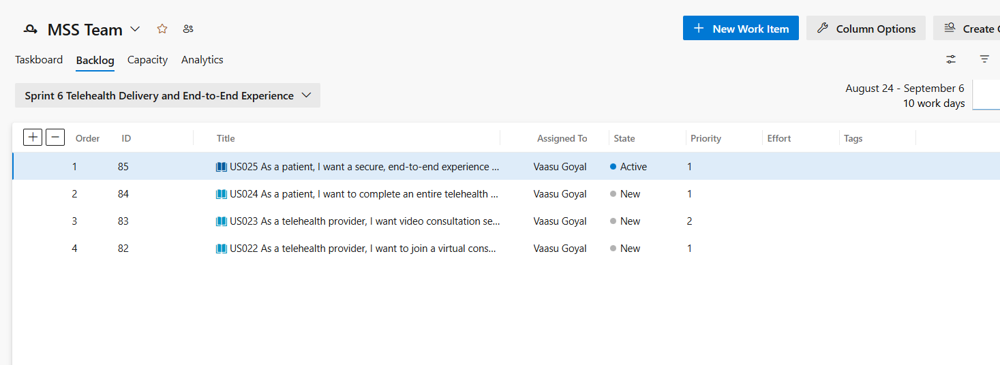 MSS Team
New Work Item
Column Options
Create
Taskboard
Backlog
Capacity
Analytics
Sprint 6 Telehealth Delivery and End-to-End Experience
August 24 - September 6
10 work days
Order ID Title Assigned To State Priority Effort Tags
1 85 US025 As a patient, I want a secure, end-to-end experience ... Vaasu Goyal Active 1
2 84 US024 As a patient, I want to complete an entire telehealth ... Vaasu Goyal New 1
3 83 US023 As a telehealth provider, I want video consultation se... Vaasu Goyal New 2
4 82 US022 As a telehealth provider, I want to join a virtual cons... Vaasu Goyal New 1